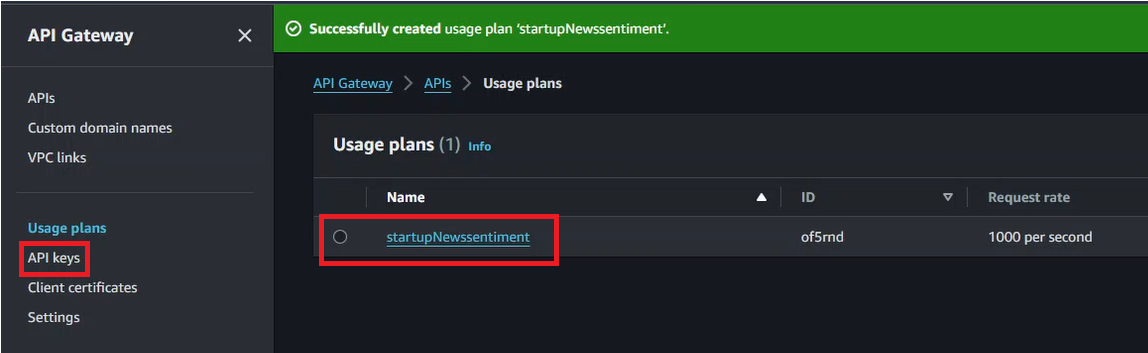 API Gateway
APIs
Custom domain names
VPC links
Usage plans
API keys
Client certificates
Settings
Successfully created usage plan ‘startupNewssentiment’.
API Gateway > APIs > Usage plans
Usage plans (1) Info
Name ID Request rate
startupNewssentiment of5rnd 1000 per second